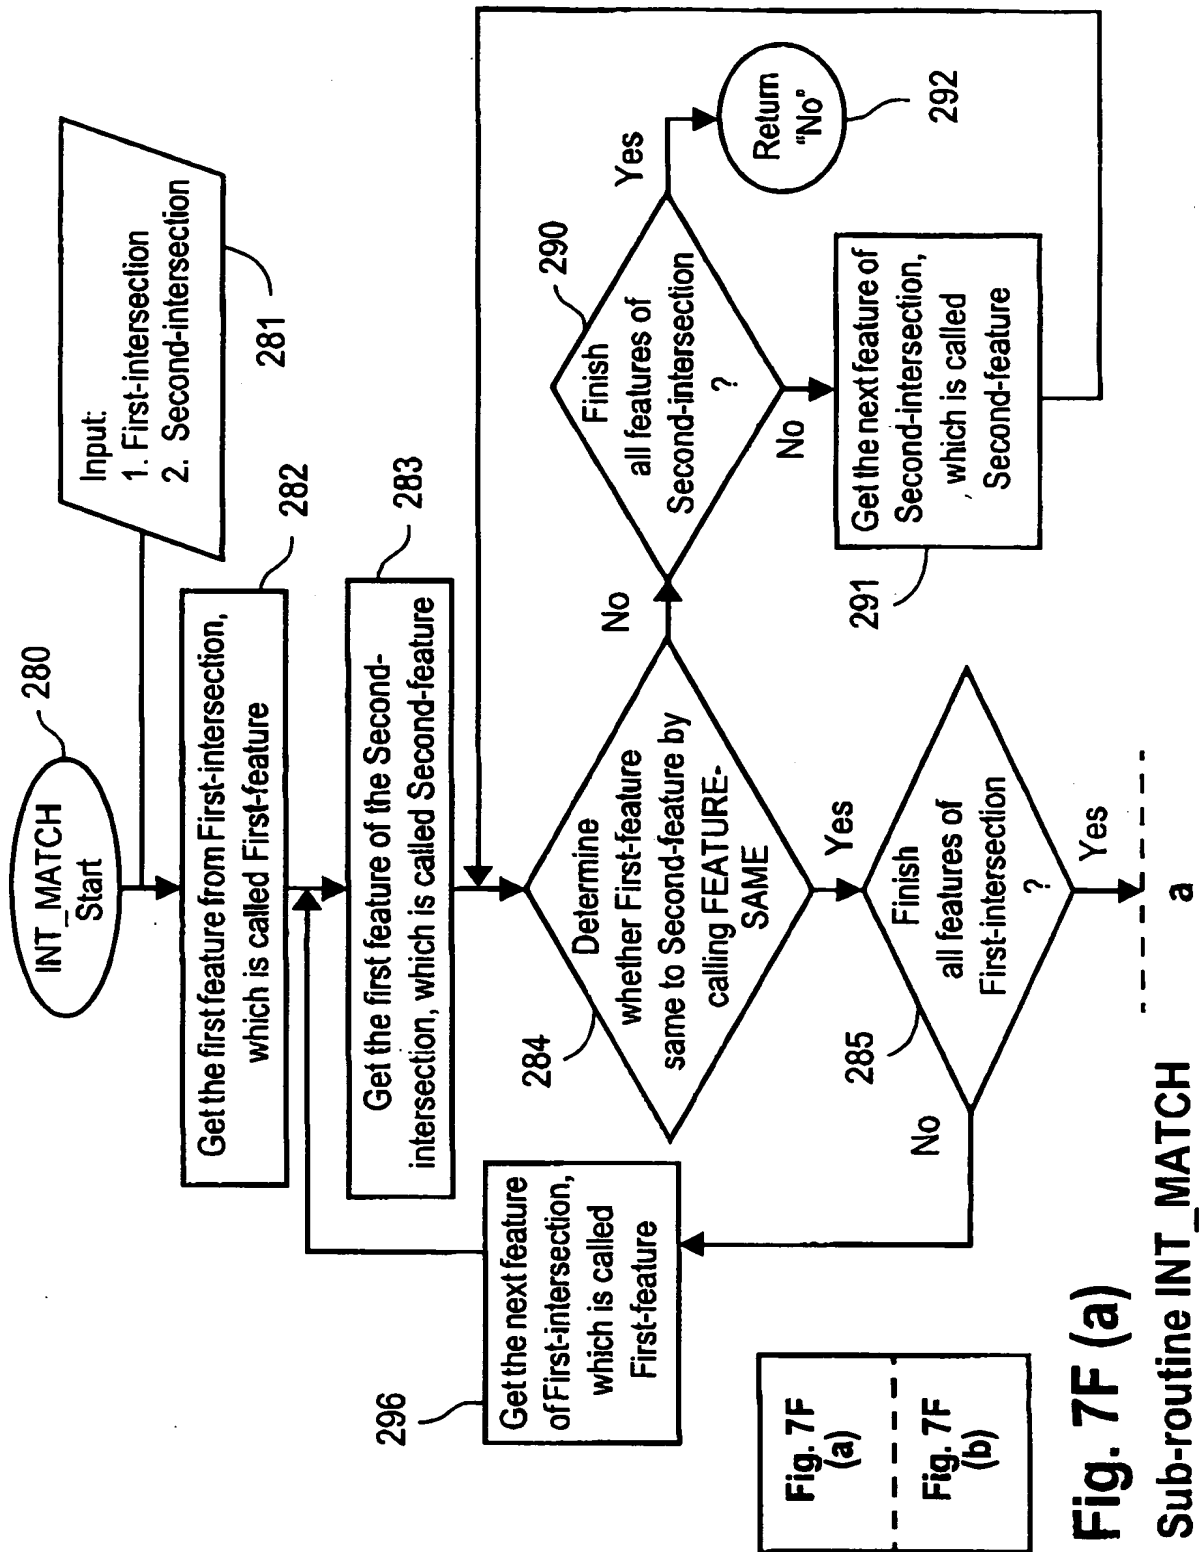 INT_MATCH
Start
280
Input:
1. First-intersection
2. Second-intersection
281
Get the first feature from First-intersection,
which is called First-feature
282
Get the first feature of the Second-
intersection, which is called Second-feature
283
Determine
whether First-feature
same to Second-feature by
calling FEATURE-
SAME
284
No
Yes
Finish
all features of
Second-intersection
?
290
Yes
Return
"No"
292
No
Get the next feature of
Second-intersection,
which is called
Second-feature
291
Finish
all features of
First-intersection
?
285
No
Yes
a
Get the next feature
of First-intersection,
which is called
First-feature
296
Fig. 7F
(a)
Fig. 7F
(b)
Fig. 7F (a)
Sub-routine INT_MATCH